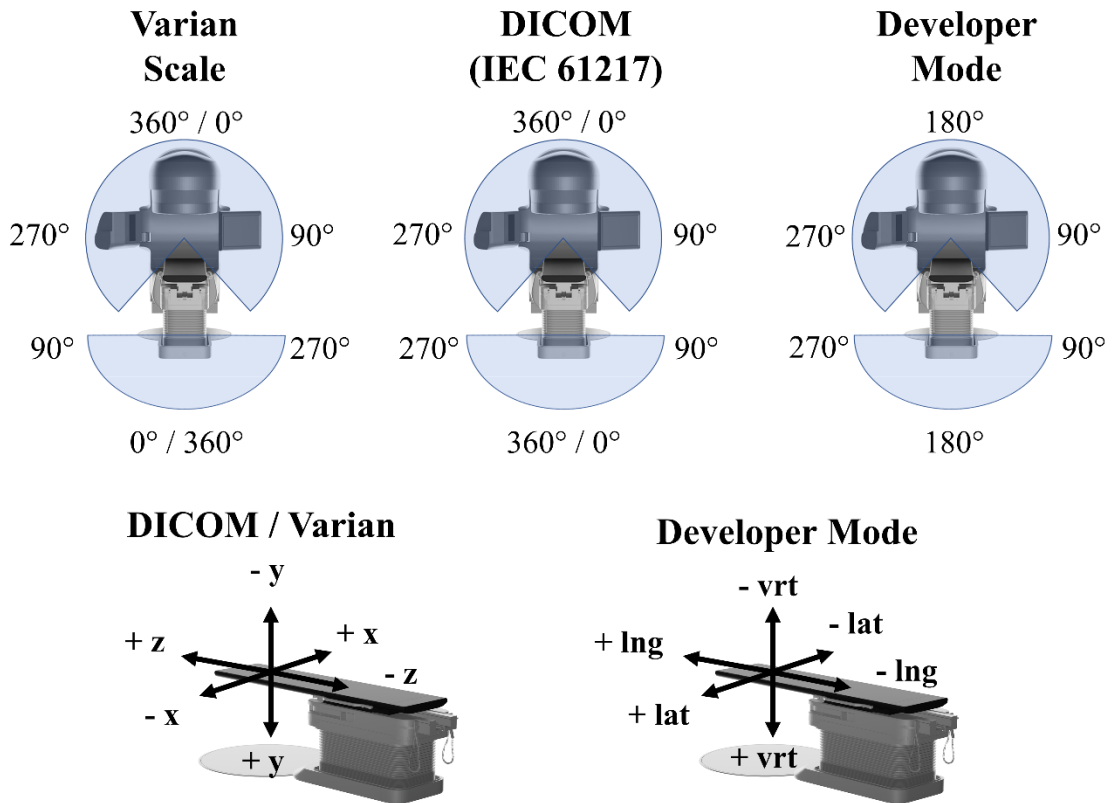 Varian
Scale
DICOM
(IEC 61217)
Developer
Mode
360° / 0°
360° / 0°
180°
270°
90°
270°
90°
270°
90°
90°
270°
270°
90°
270°
90°
0° / 360°
360° / 0°
180°
DICOM / Varian
Developer Mode
- y
+ z
+ x
- z
- x
+ y
- vrt
+ lng
- lat
- lng
+ lat
+ vrt